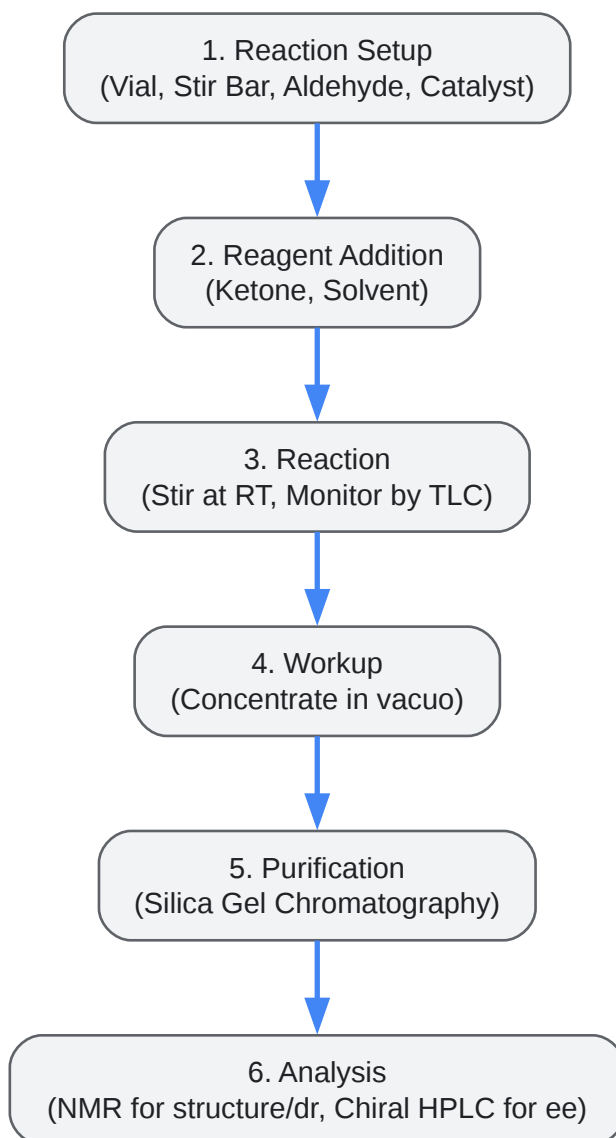 1. Reaction Setup
(Vial, Stir Bar, Aldehyde, Catalyst)
2. Reagent Addition
(Ketone, Solvent)
3. Reaction
(Stir at RT, Monitor by TLC)
4. Workup
(Concentrate in vacuo)
5. Purification
(Silica Gel Chromatography)
6. Analysis
(NMR for structure/dr, Chiral HPLC for ee)